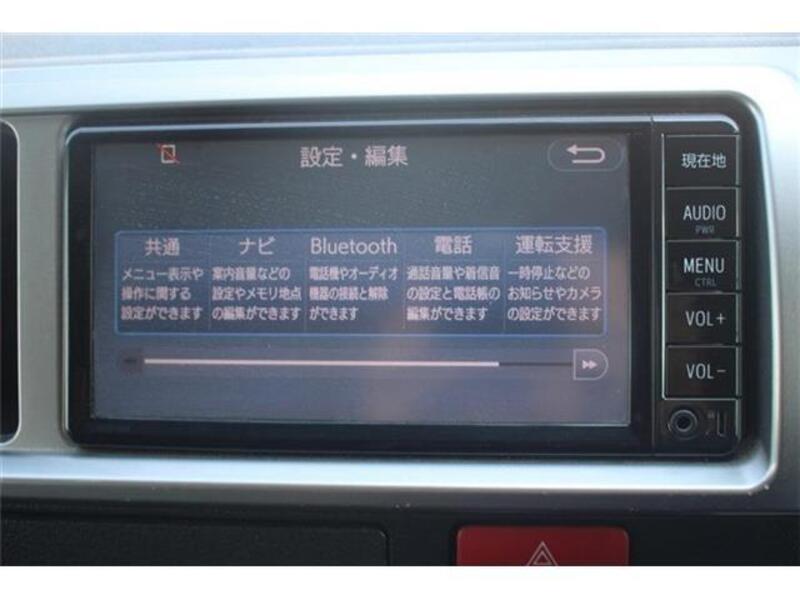 設定・編集
共通
メニュー表示や
操作に関する
設定ができます
ナビ
案内音量などの
設定やメモリ地点
の編集ができます
Bluetooth
電話機やオーディオ
機器の接続と解除
ができます
電話
通話音量や着信音
の設定と電話帳の
編集ができます
運転支援
一時停止などの
お知らせやカメラ
の設定ができます
現在地
AUDIO
PWR
MENU
CTRL
VOL+
VOL-